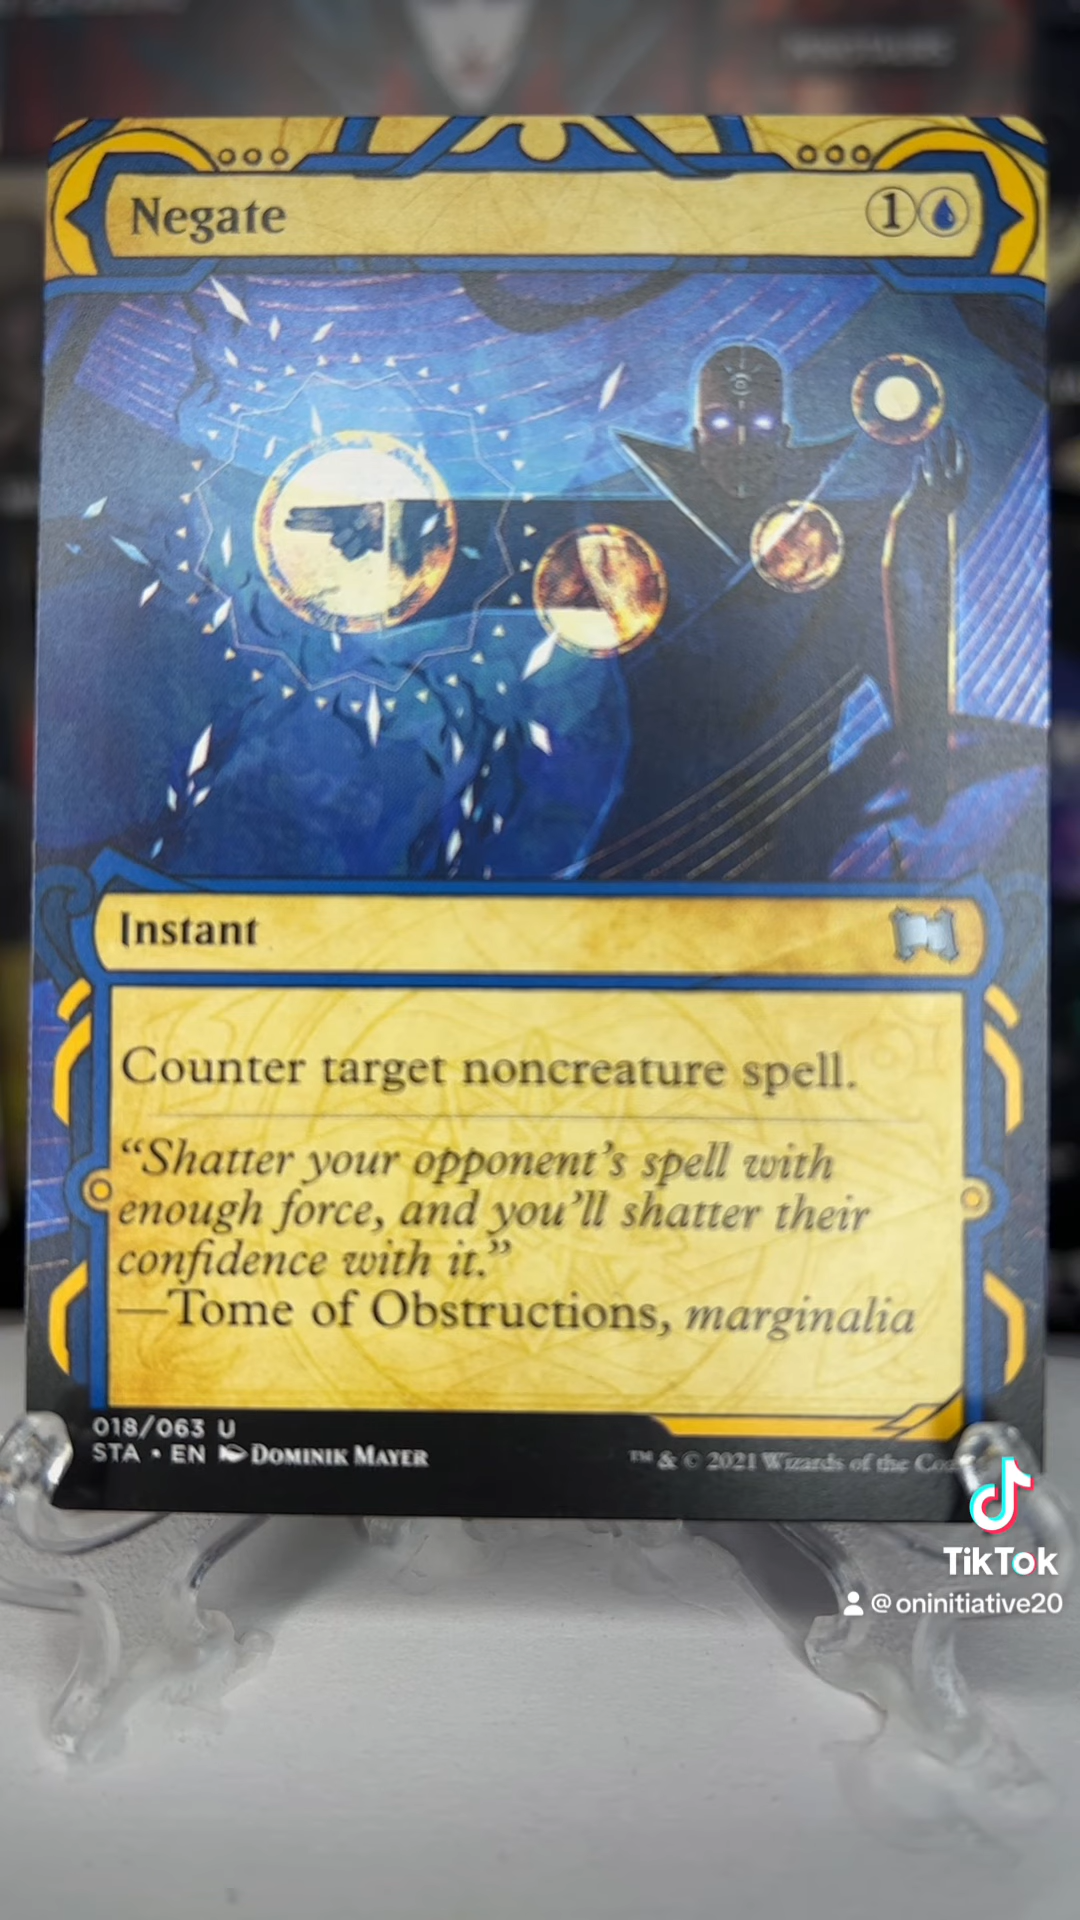 Negate
1
Instant
Counter target noncreature spell.
“Shatter your opponent’s spell with
enough force, and you’ll shatter their
confidence with it.”
—Tome of Obstructions, marginalia
018/063 U
STA • EN DOMINIK MAYER
™ & © 2021 Wizards of the
TikTok
@oninitiative20